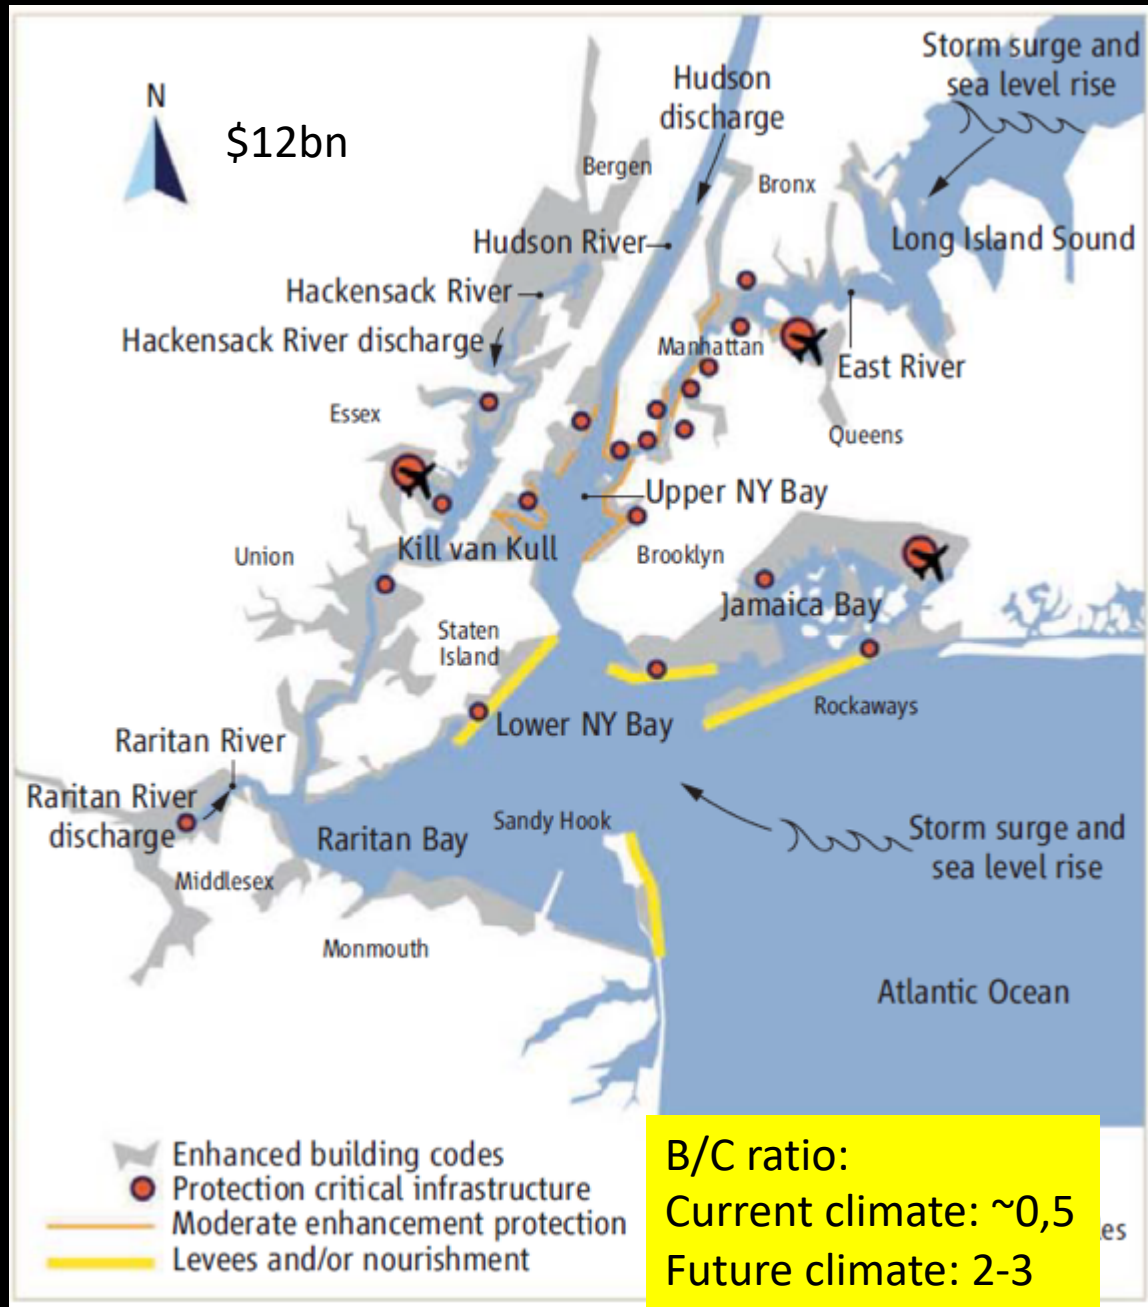 Storm surge and
sea level rise
N
$12bn
Hudson
discharge
Bergen
Bronx
Hudson River
Long Island Sound
Hackensack River
Hackensack River discharge
Manhattan
East River
Essex
Queens
Upper NY Bay
Kill van Kull
Union
Brooklyn
Jamaica Bay
Staten
Island
Rockaways
Lower NY Bay
Raritan River
Raritan River
discharge
Sandy Hook
Raritan Bay
Storm surge and
sea level rise
Middlesex
Monmouth
Atlantic Ocean
Enhanced building codes
Protection critical infrastructure
Moderate enhancement protection
Levees and/or nourishment
B/C ratio:
Current climate: ~0,5
Future climate: 2-3